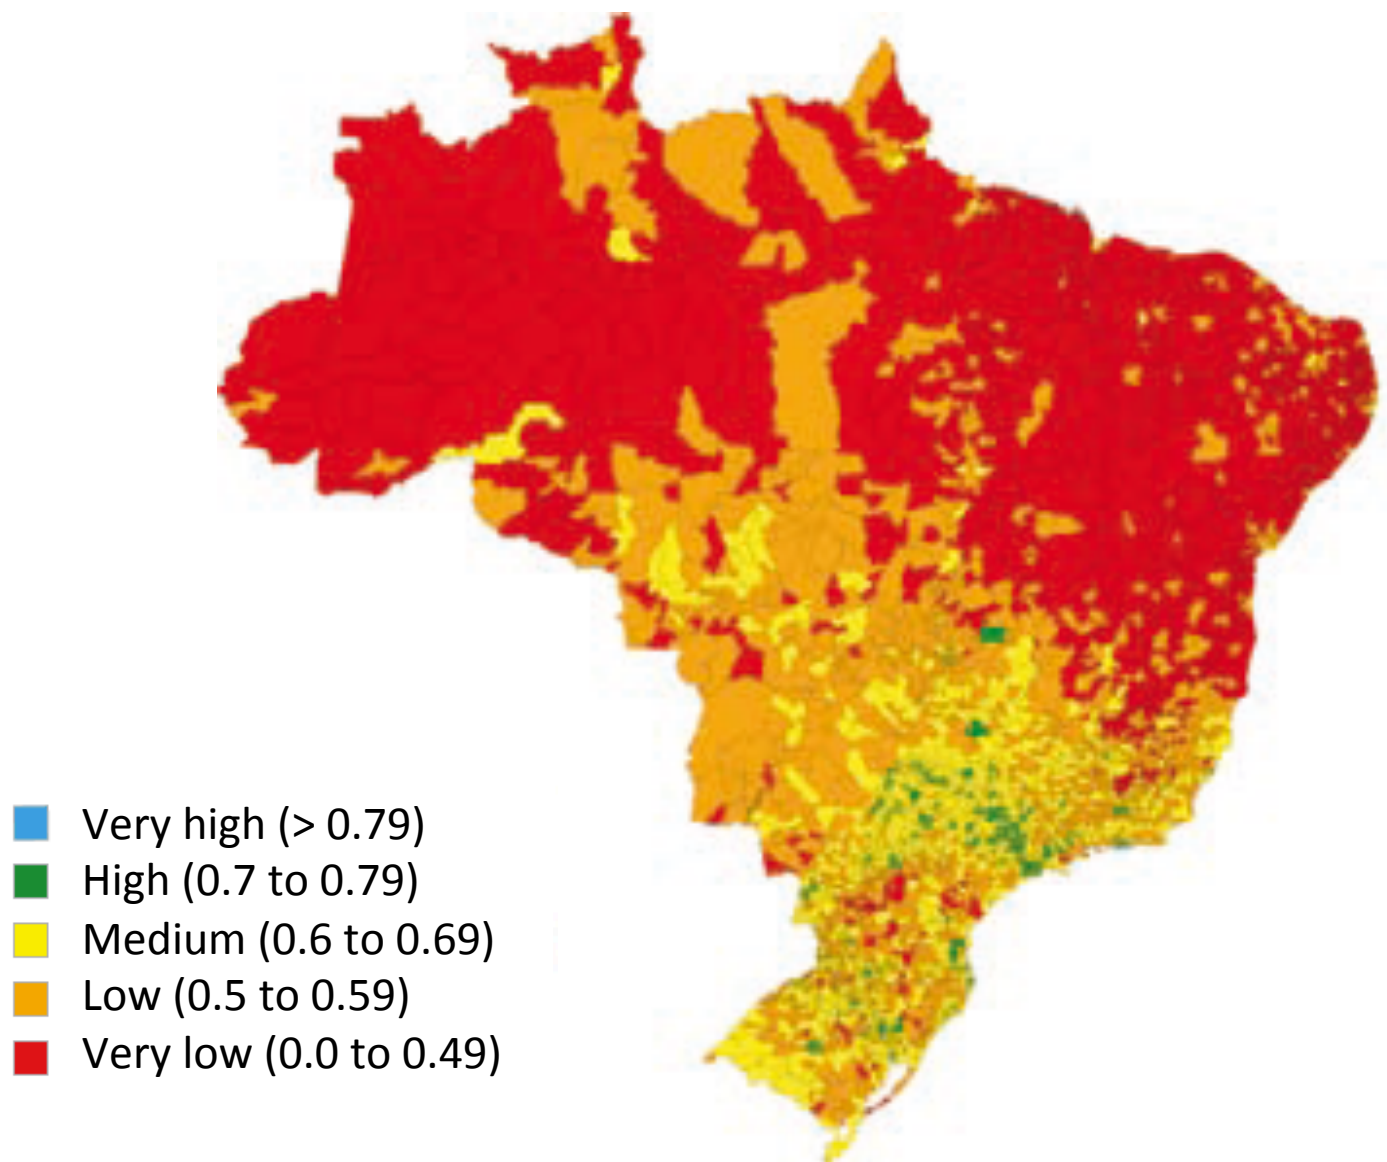 Very high (> 0.79)
High (0.7 to 0.79)
Medium (0.6 to 0.69)
Low (0.5 to 0.59)
Very low (0.0 to 0.49)